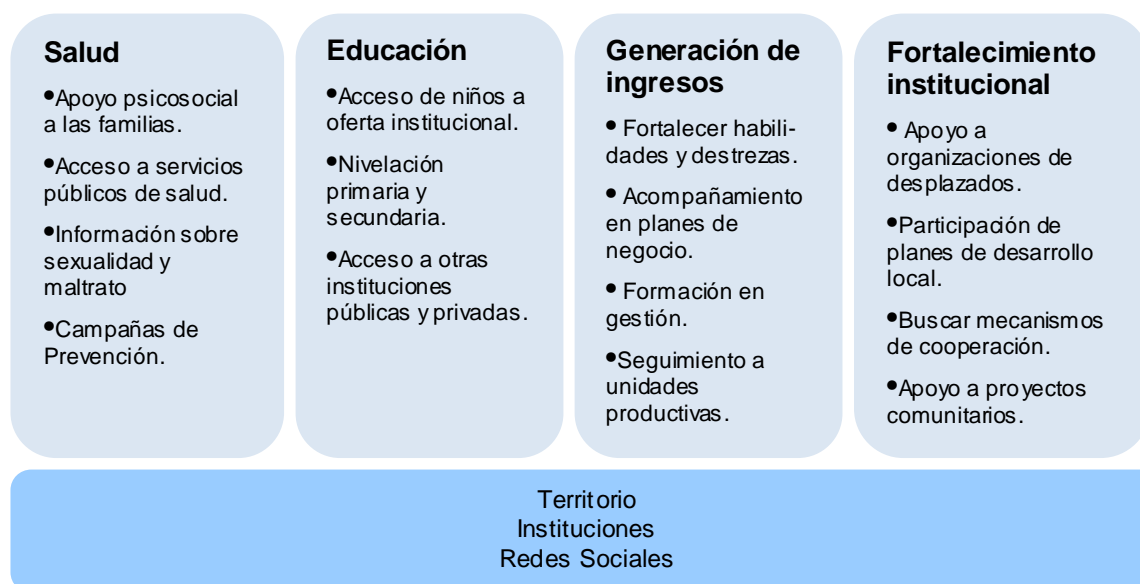 Salud
•Apoyo psicosocial
a las familias.
•Acceso a servicios
públicos de salud.
•Información sobre
sexualidad y
maltrato
•Campañas de
Prevención.
Educación
•Acceso de niños a
oferta institucional.
•Nivelación
primaria y
secundaria.
•Acceso a otras
instituciones
públicas y privadas.
Generación de
ingresos
• Fortalecer habili-
dades y destrezas.
• Acompañamiento
en planes de
negocio.
• Formación en
gestión.
•Seguimiento a
unidades
productivas.
Fortalecimiento
institucional
• Apoyo a
organizaciones de
desplazados.
•Participación de
planes de desarrollo
local.
•Buscar mecanismos
de cooperación.
•Apoyo a proyectos
comunitarios.
Territorio
Instituciones
Redes Sociales